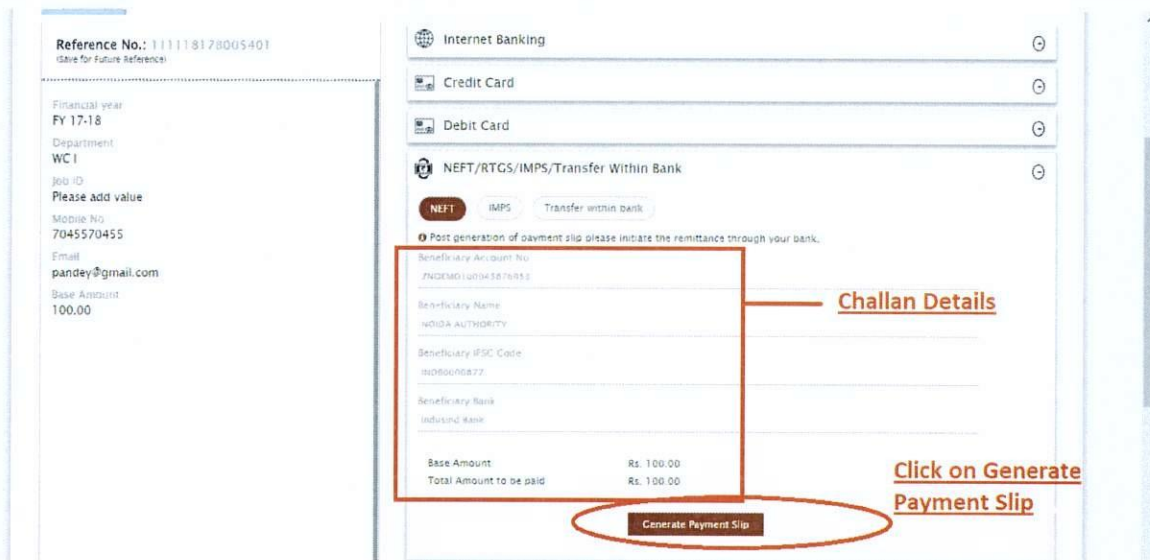 Reference No.: 111118178005401
(Save for Future Reference)
Financial year
FY 17-18
Department
WC I
Job ID
Please add value
Mobile No
7045570455
Email
pandey@gmail.com
Base Amount
100.00
Internet Banking
Credit Card
Debit Card
NEFT/RTGS/IMPS/Transfer Within Bank
NEFT IMPS Transfer within bank
Post generation of payment slip please initiate the remittance through your bank.
Beneficiary Account No
Beneficiary Name
NOIDA AUTHORITY
Beneficiary IFSC Code
Beneficiary Bank
Indusind Bank
Base Amount Rs. 100.00
Total Amount to be paid Rs. 100.00
Generate Payment Slip
Challan Details
Click on Generate
Payment Slip